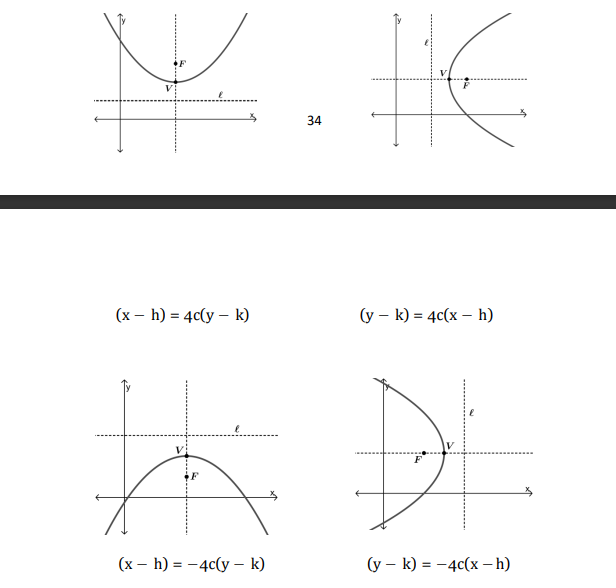 y
F
V
ℓ
x
y
ℓ
V
F
x
34
(x − h) = 4c(y − k)
(y − k) = 4c(x − h)
y
ℓ
V
F
x
y
ℓ
V
F
x
(x − h) = −4c(y − k)
(y − k) = −4c(x − h)